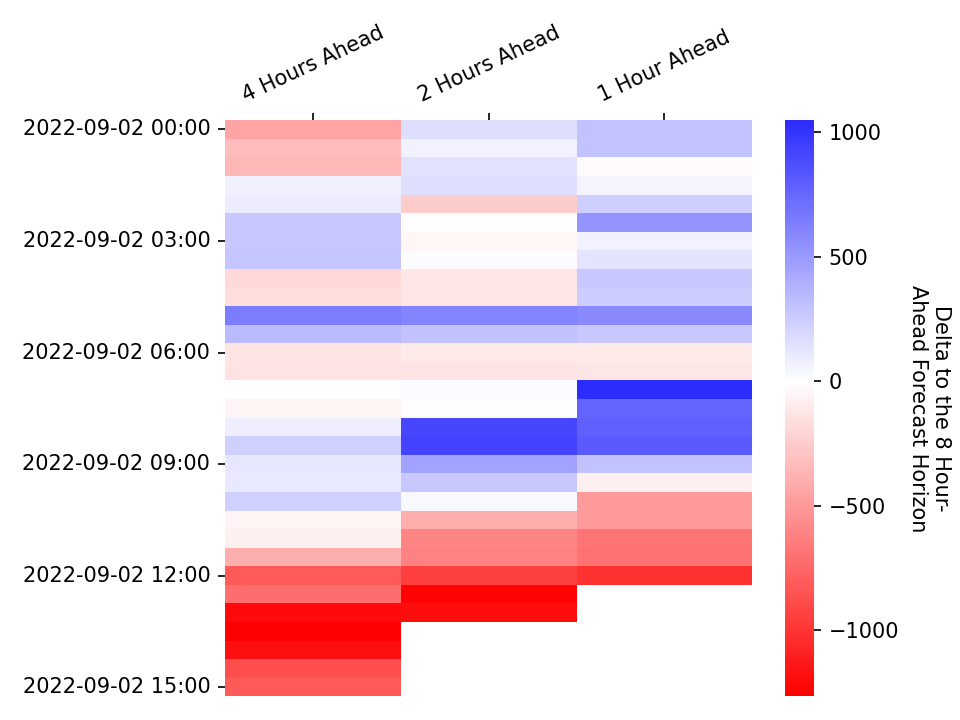 4 Hours Ahead
2 Hours Ahead
1 Hour Ahead
2022-09-02 00:00
2022-09-02 03:00
2022-09-02 06:00
2022-09-02 09:00
2022-09-02 12:00
2022-09-02 15:00
1000
500
0
−500
−1000
Delta to the 8 Hour-
Ahead Forecast Horizon